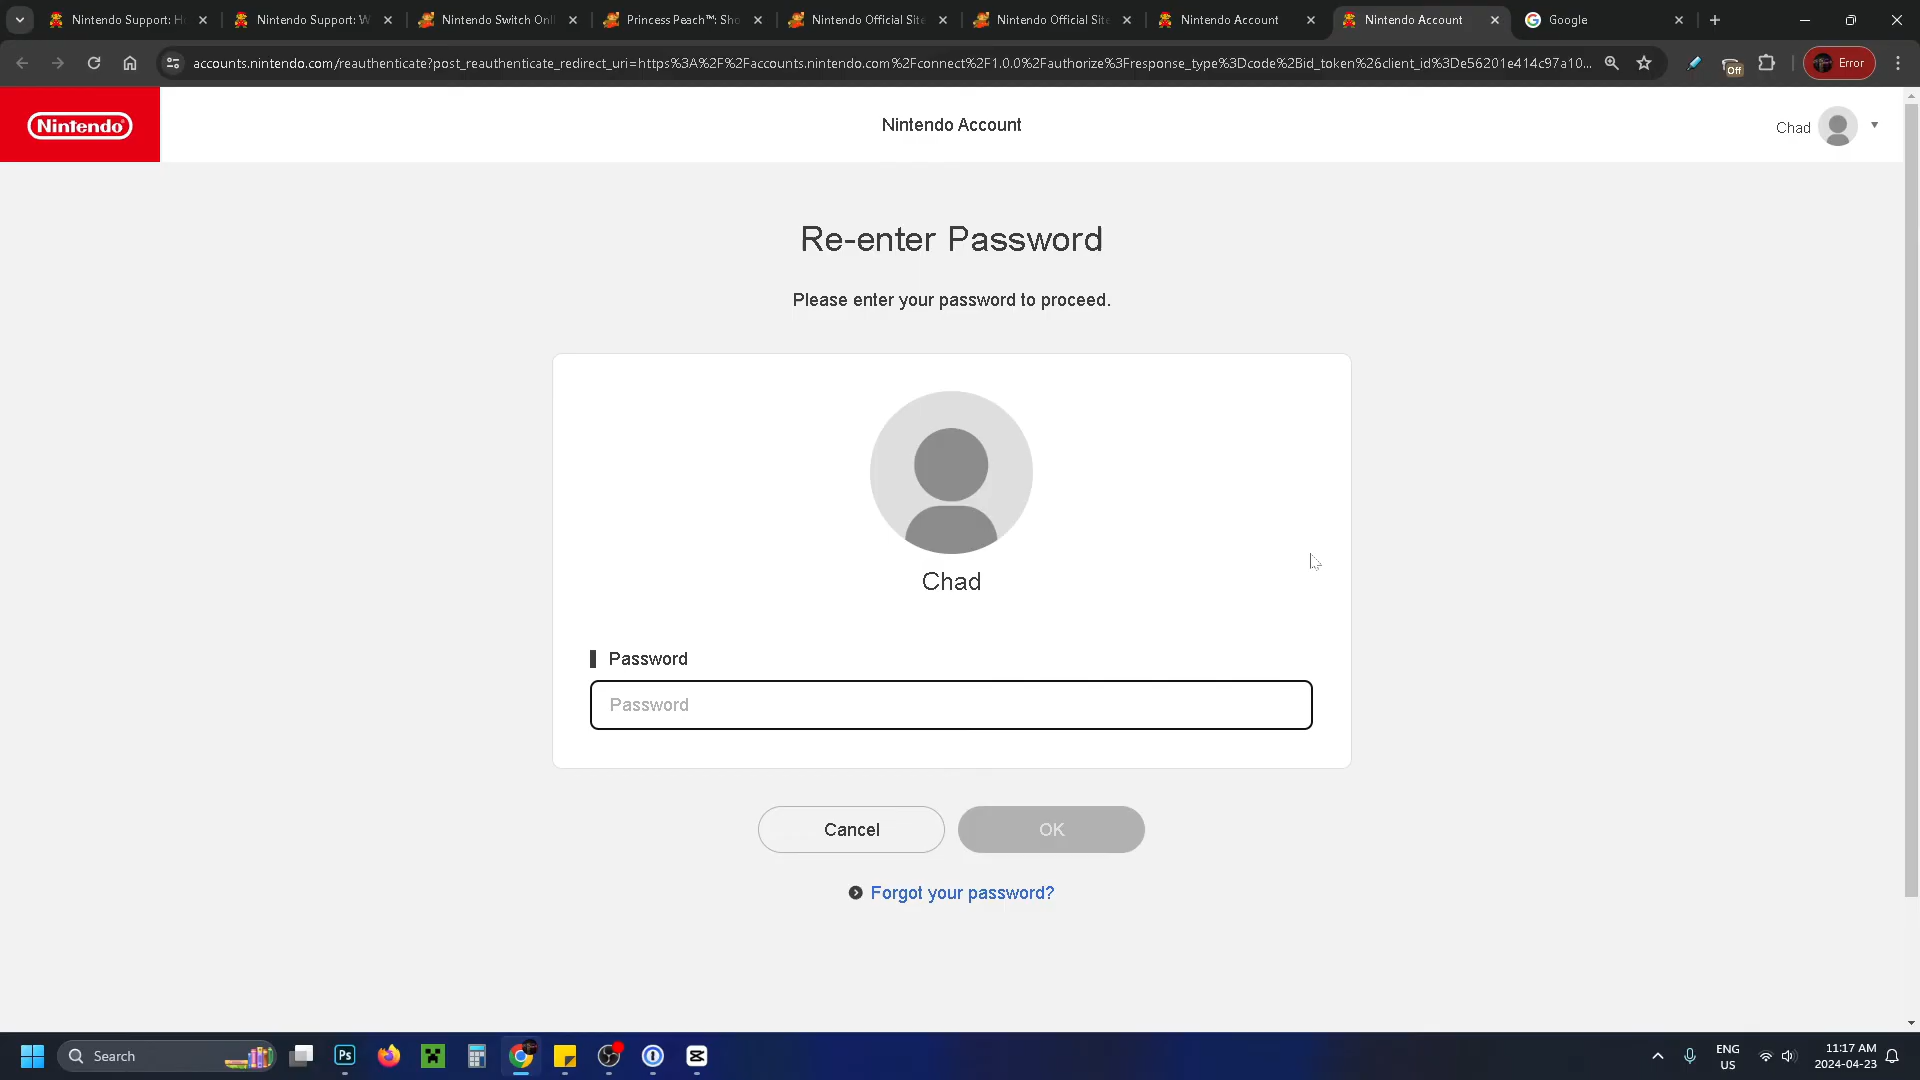 Nintendo Support: H
Nintendo Support: W
Nintendo Switch Onl
Princess Peach™: Sho
Nintendo Official Site
Nintendo Official Site
Nintendo Account
Nintendo Account
Google
accounts.nintendo.com/reauthenticate?post_reauthenticate_redirect_uri=https%3A%2F%2Faccounts.nintendo.com%2Fconnect%2F1.0.0%2Fauthorize%3Fresponse_type%3Dcode%2Bid_token%26client_id%3De56201e414c97a10...
Off
Error
Nintendo
Nintendo Account
Chad
Re-enter Password
Please enter your password to proceed.
Chad
Password
Password
Cancel
OK
Forgot your password?
Search
Ps
ENG
US
11:17 AM
2024-04-23